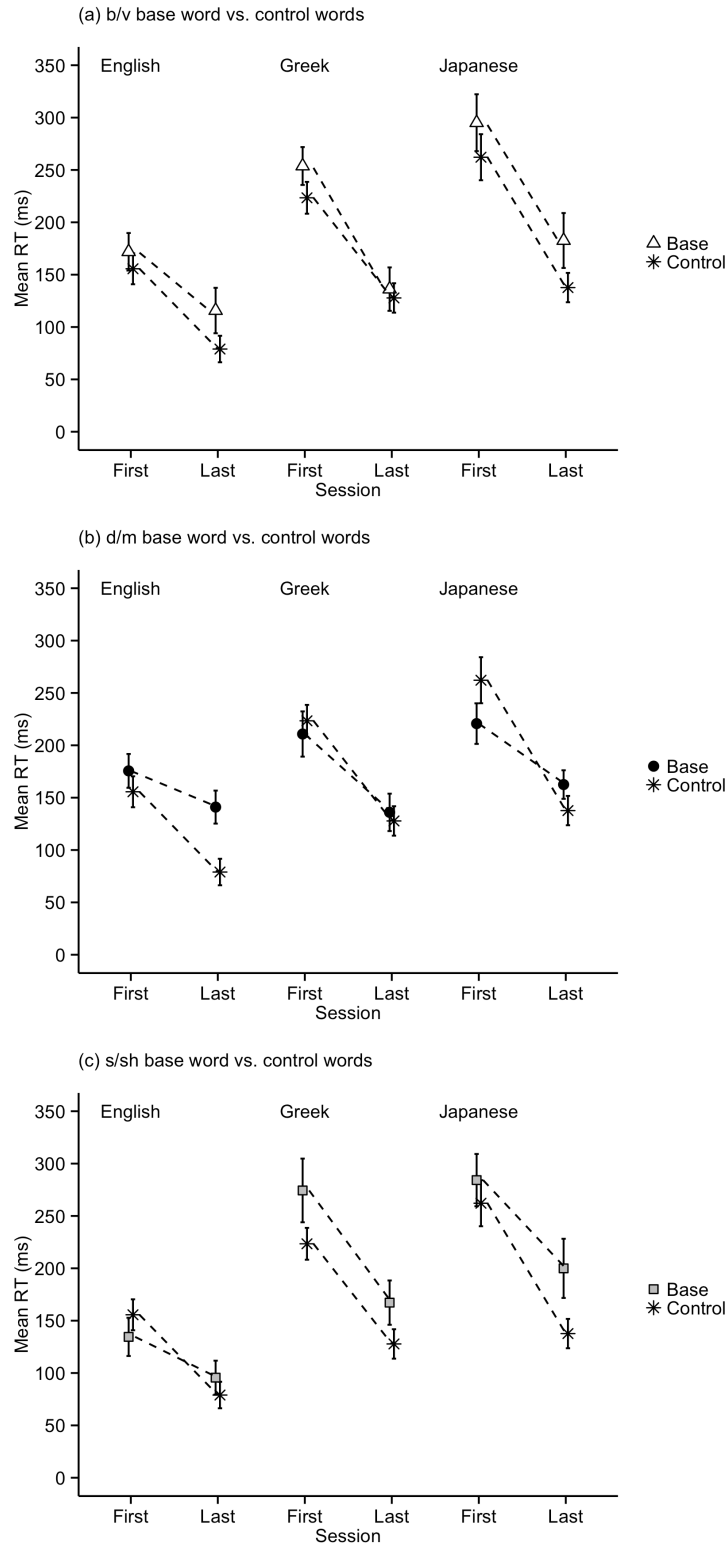 (a) b/v base word vs. control words
English Greek Japanese
350
300
250
200
150
100
50
0
Mean RT (ms)
First Last First Last First Last
Session
Base
Control
(b) d/m base word vs. control words
English Greek Japanese
350
300
250
200
150
100
50
0
Mean RT (ms)
First Last First Last First Last
Session
Base
Control
(c) s/sh base word vs. control words
English Greek Japanese
350
300
250
200
150
100
50
0
Mean RT (ms)
First Last First Last First Last
Session
Base
Control